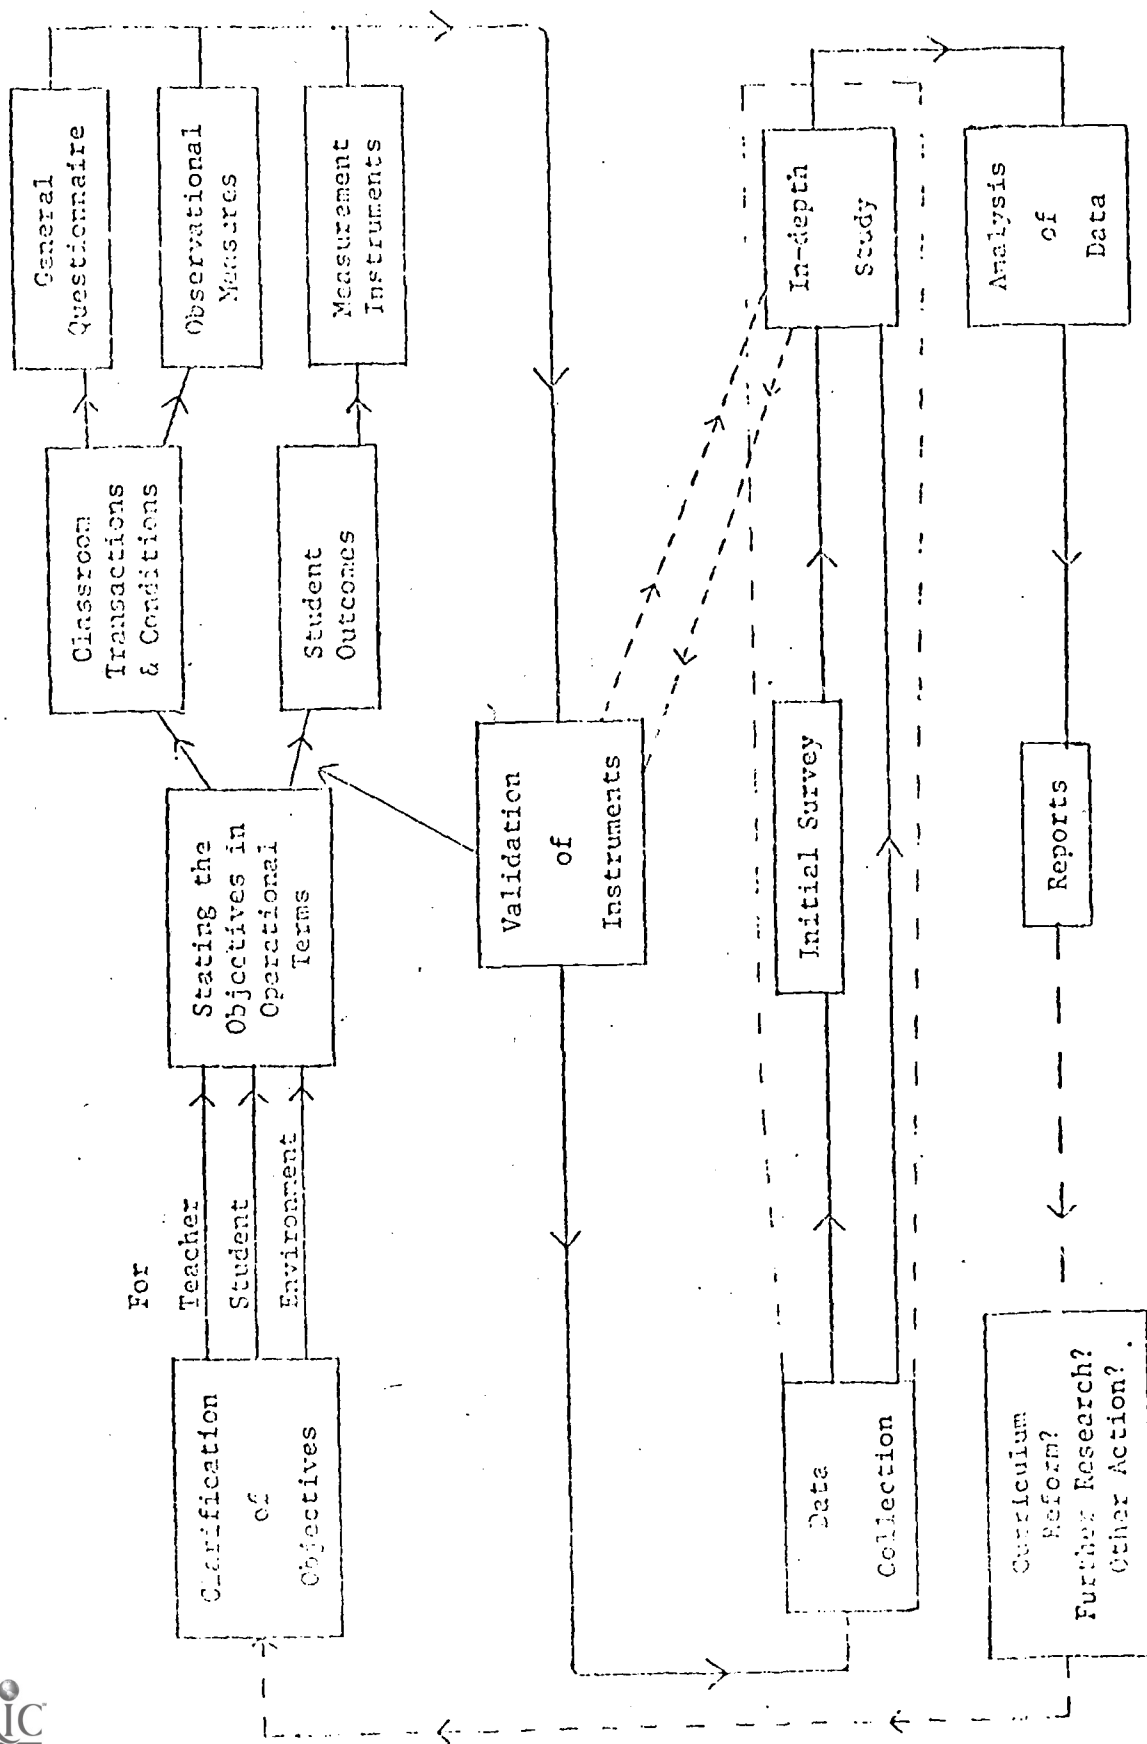 For
Clarification
of
Objectives
Teacher
Student
Environment
Stating the
Objectives in
Operational
Terms
Classroom
Transactions
& Conditions
Student
Outcomes
General
Questionnaire
Observational
Measures
Measurement
Instruments
Validation
of
Instruments
Data
Collection
Initial Survey
In-depth
Study
Analysis
of
Data
Reports
Curriculum
Reform?
Further Research?
Other Action?
IC